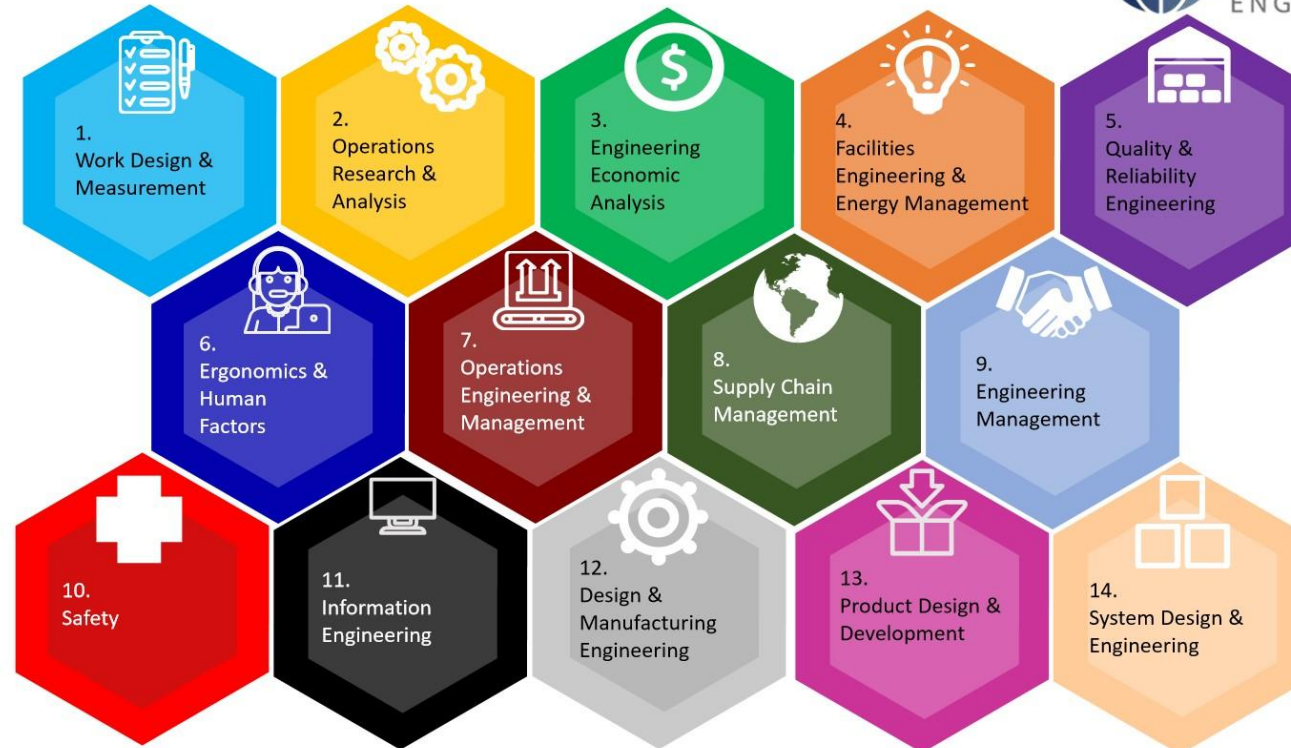 ENG
1.
Work Design &
Measurement
2.
Operations
Research &
Analysis
3.
Engineering
Economic
Analysis
4.
Facilities
Engineering &
Energy Management
5.
Quality &
Reliability
Engineering
6.
Ergonomics &
Human
Factors
7.
Operations
Engineering &
Management
8.
Supply Chain
Management
9.
Engineering
Management
10.
Safety
11.
Information
Engineering
12.
Design &
Manufacturing
Engineering
13.
Product Design &
Development
14.
System Design &
Engineering